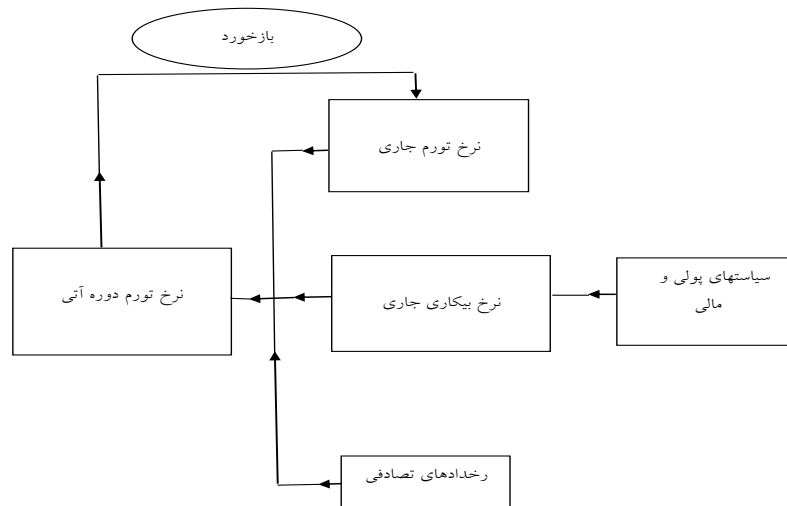 بازخورد
نرخ تورم جاری
سیاستهای پولی و
مالی
نرخ بیکاری جاری
نرخ تورم دوره آتی
رخدادهای تصادفی